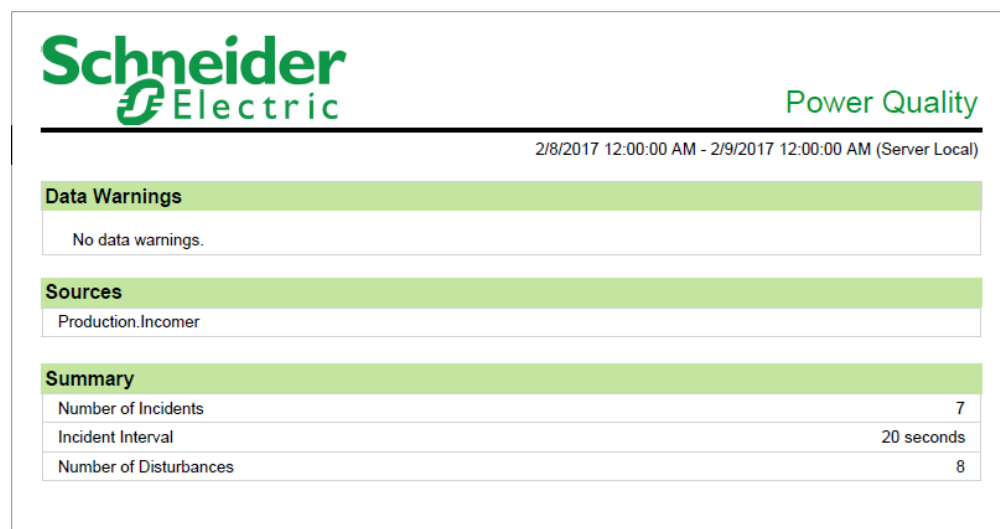 Schneider
Electric
Power Quality
2/8/2017 12:00:00 AM - 2/9/2017 12:00:00 AM (Server Local)
Data Warnings
No data warnings.
Sources
Production.Incomer
Summary
Number of Incidents 7
Incident Interval 20 seconds
Number of Disturbances 8